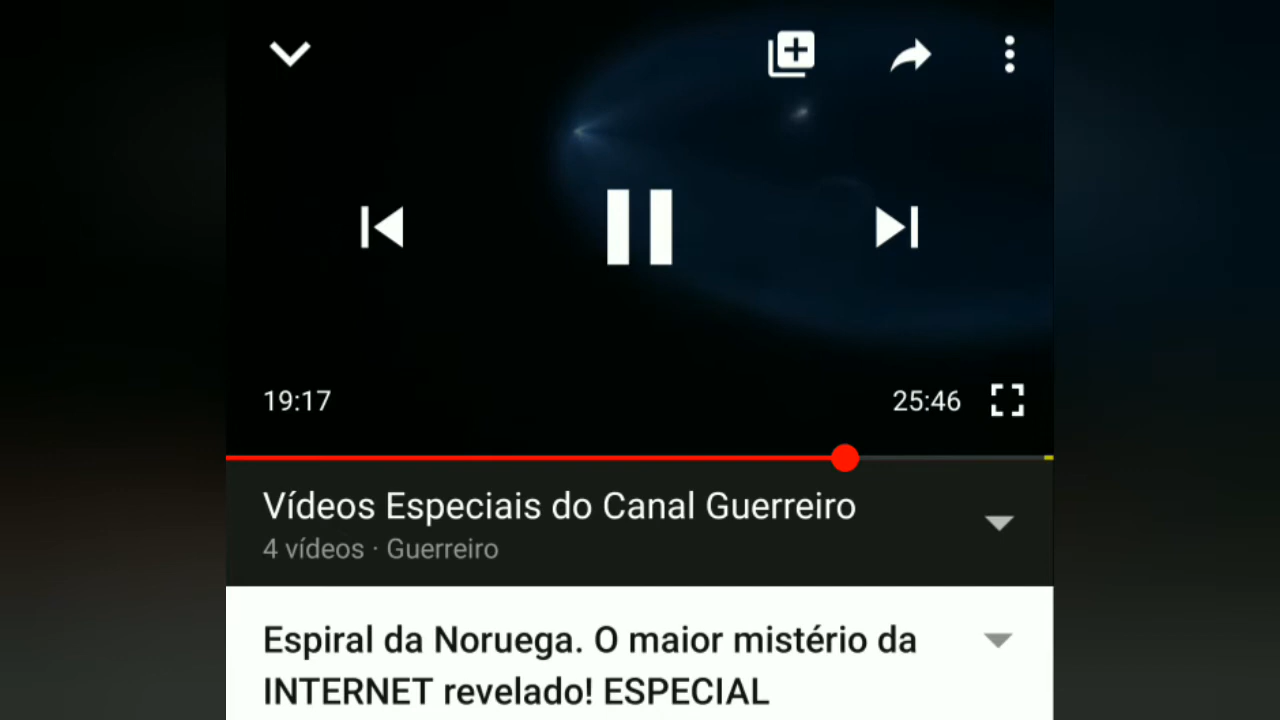 19:17
25:46
Vídeos Especiais do Canal Guerreiro
4 vídeos · Guerreiro
Espiral da Noruega. O maior mistério da
INTERNET revelado! ESPECIAL